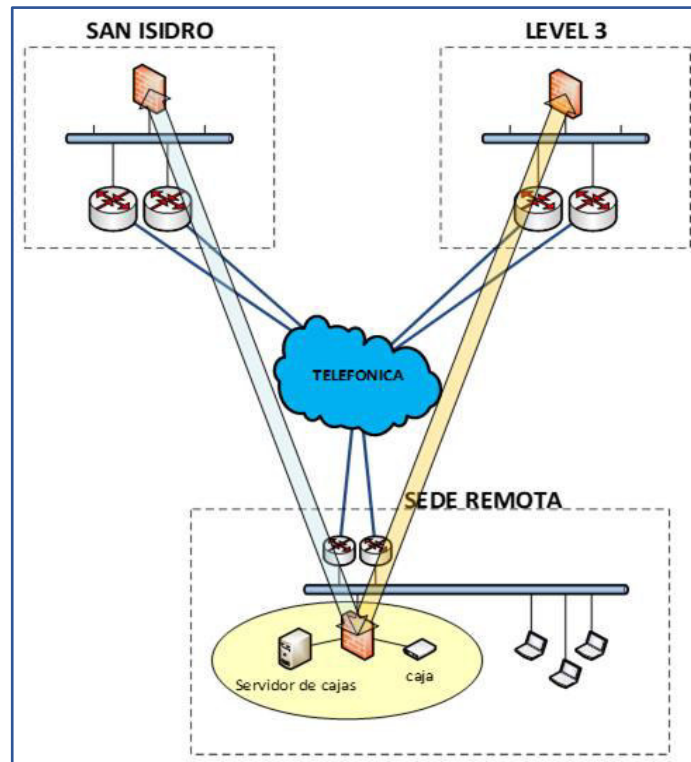 SAN ISIDRO
LEVEL 3
TELEFONICA
SEDE REMOTA
Servidor de cajas
caja